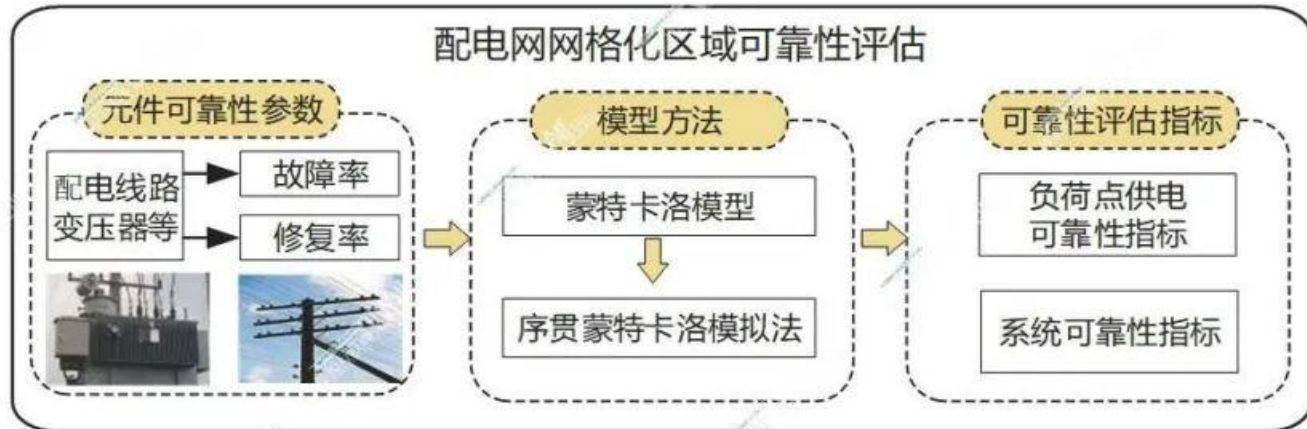 配电网网格化区域可靠性评估
元件可靠性参数
配电线路
变压器等
故障率
修复率
模型方法
蒙特卡洛模型
序贯蒙特卡洛模拟法
可靠性评估指标
负荷点供电
可靠性指标
系统可靠性指标